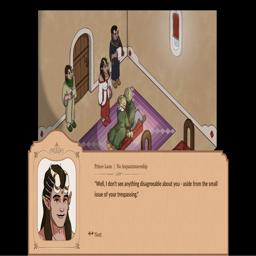 Prince Laan | No Acquaintanceship
"Well, I don't see anything disagreeable about you - aside from the small
issue of your trespassing."
Next